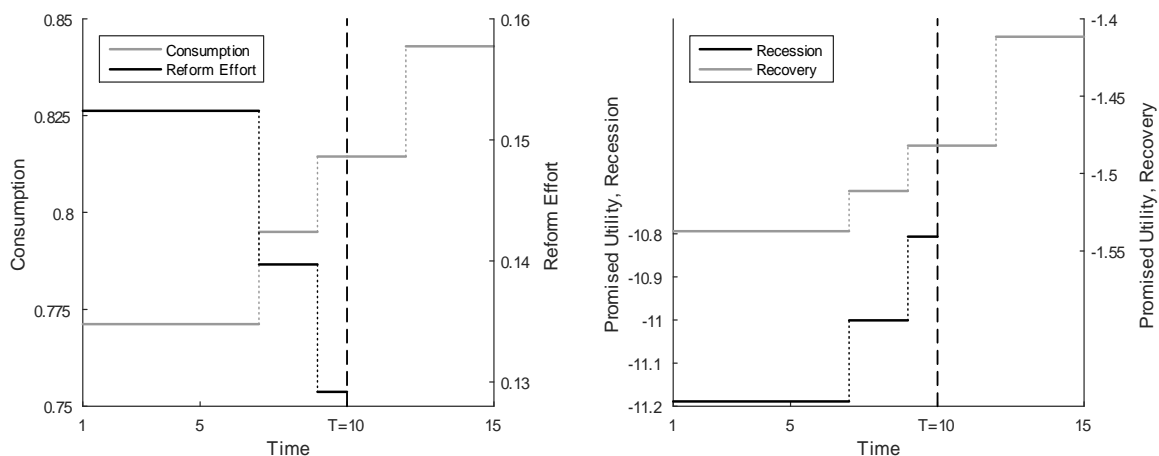 0.85
0.825
0.8
0.775
0.75
Consumption
Consumption
Reform Effort
0.16
0.15
0.14
0.13
Reform Effort
1
5
T=10
15
Time
-10.8
-10.9
-11
-11.1
-11.2
Promised Utility, Recession
Recession
Recovery
-1.4
-1.45
-1.5
-1.55
Promised Utility, Recovery
1
5
T=10
15
Time